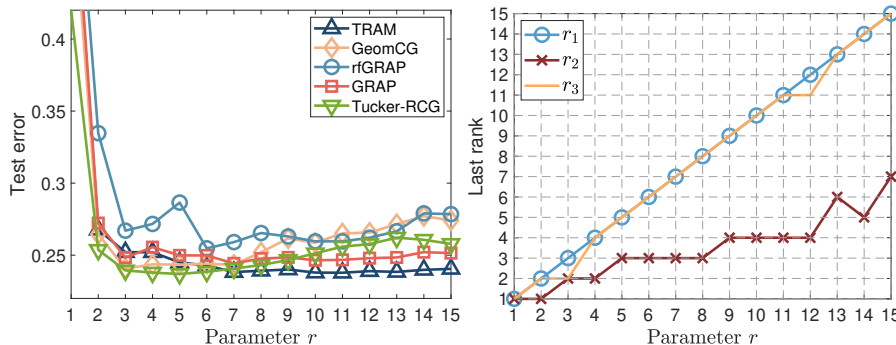 0.4
0.35
0.3
0.25
Test error
1 2 3 4 5 6 7 8 9 10 11 12 13 14 15
Parameter r
TRAM
GeomCG
rfGRAP
GRAP
Tucker-RCG
15
14
13
12
11
10
9
8
7
6
5
4
3
2
1
Last rank
1 2 3 4 5 6 7 8 9 10 11 12 13 14 15
Parameter r
r₁
r₂
r₃